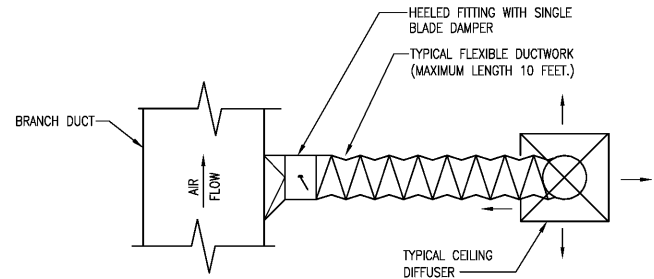 HEELED FITTING WITH SINGLE
BLADE DAMPER
TYPICAL FLEXIBLE DUCTWORK
(MAXIMUM LENGTH 10 FEET.)
BRANCH DUCT
AIR
FLOW
TYPICAL CEILING
DIFFUSER